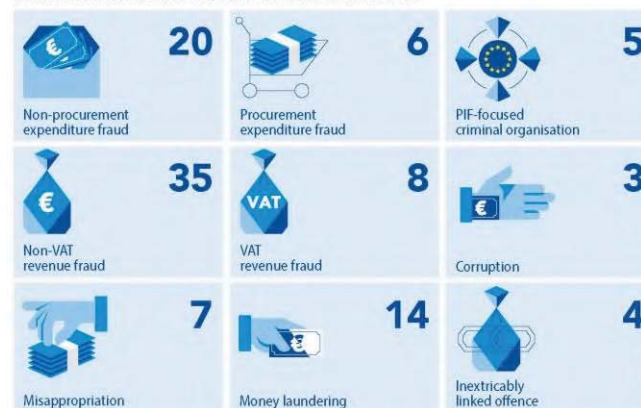 20
Non-procurement
expenditure fraud
€
6
Procurement
expenditure fraud
5
PIF-focused
criminal organisation
35
€
Non-VAT
revenue fraud
8
VAT
VAT
revenue fraud
3
€
Corruption
7
Misappropriation
14
€
Money laundering
4
Inextricably
linked offence